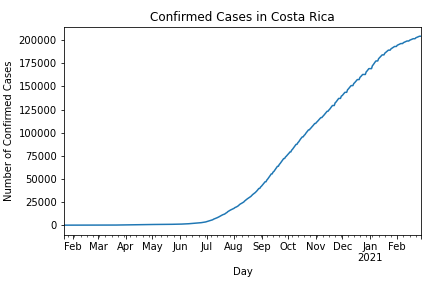 Confirmed Cases in Costa Rica
Number of Confirmed Cases
200000
175000
150000
125000
100000
75000
50000
25000
0
Feb Mar Apr May Jun Jul Aug Sep Oct Nov Dec Jan Feb
2021
Day